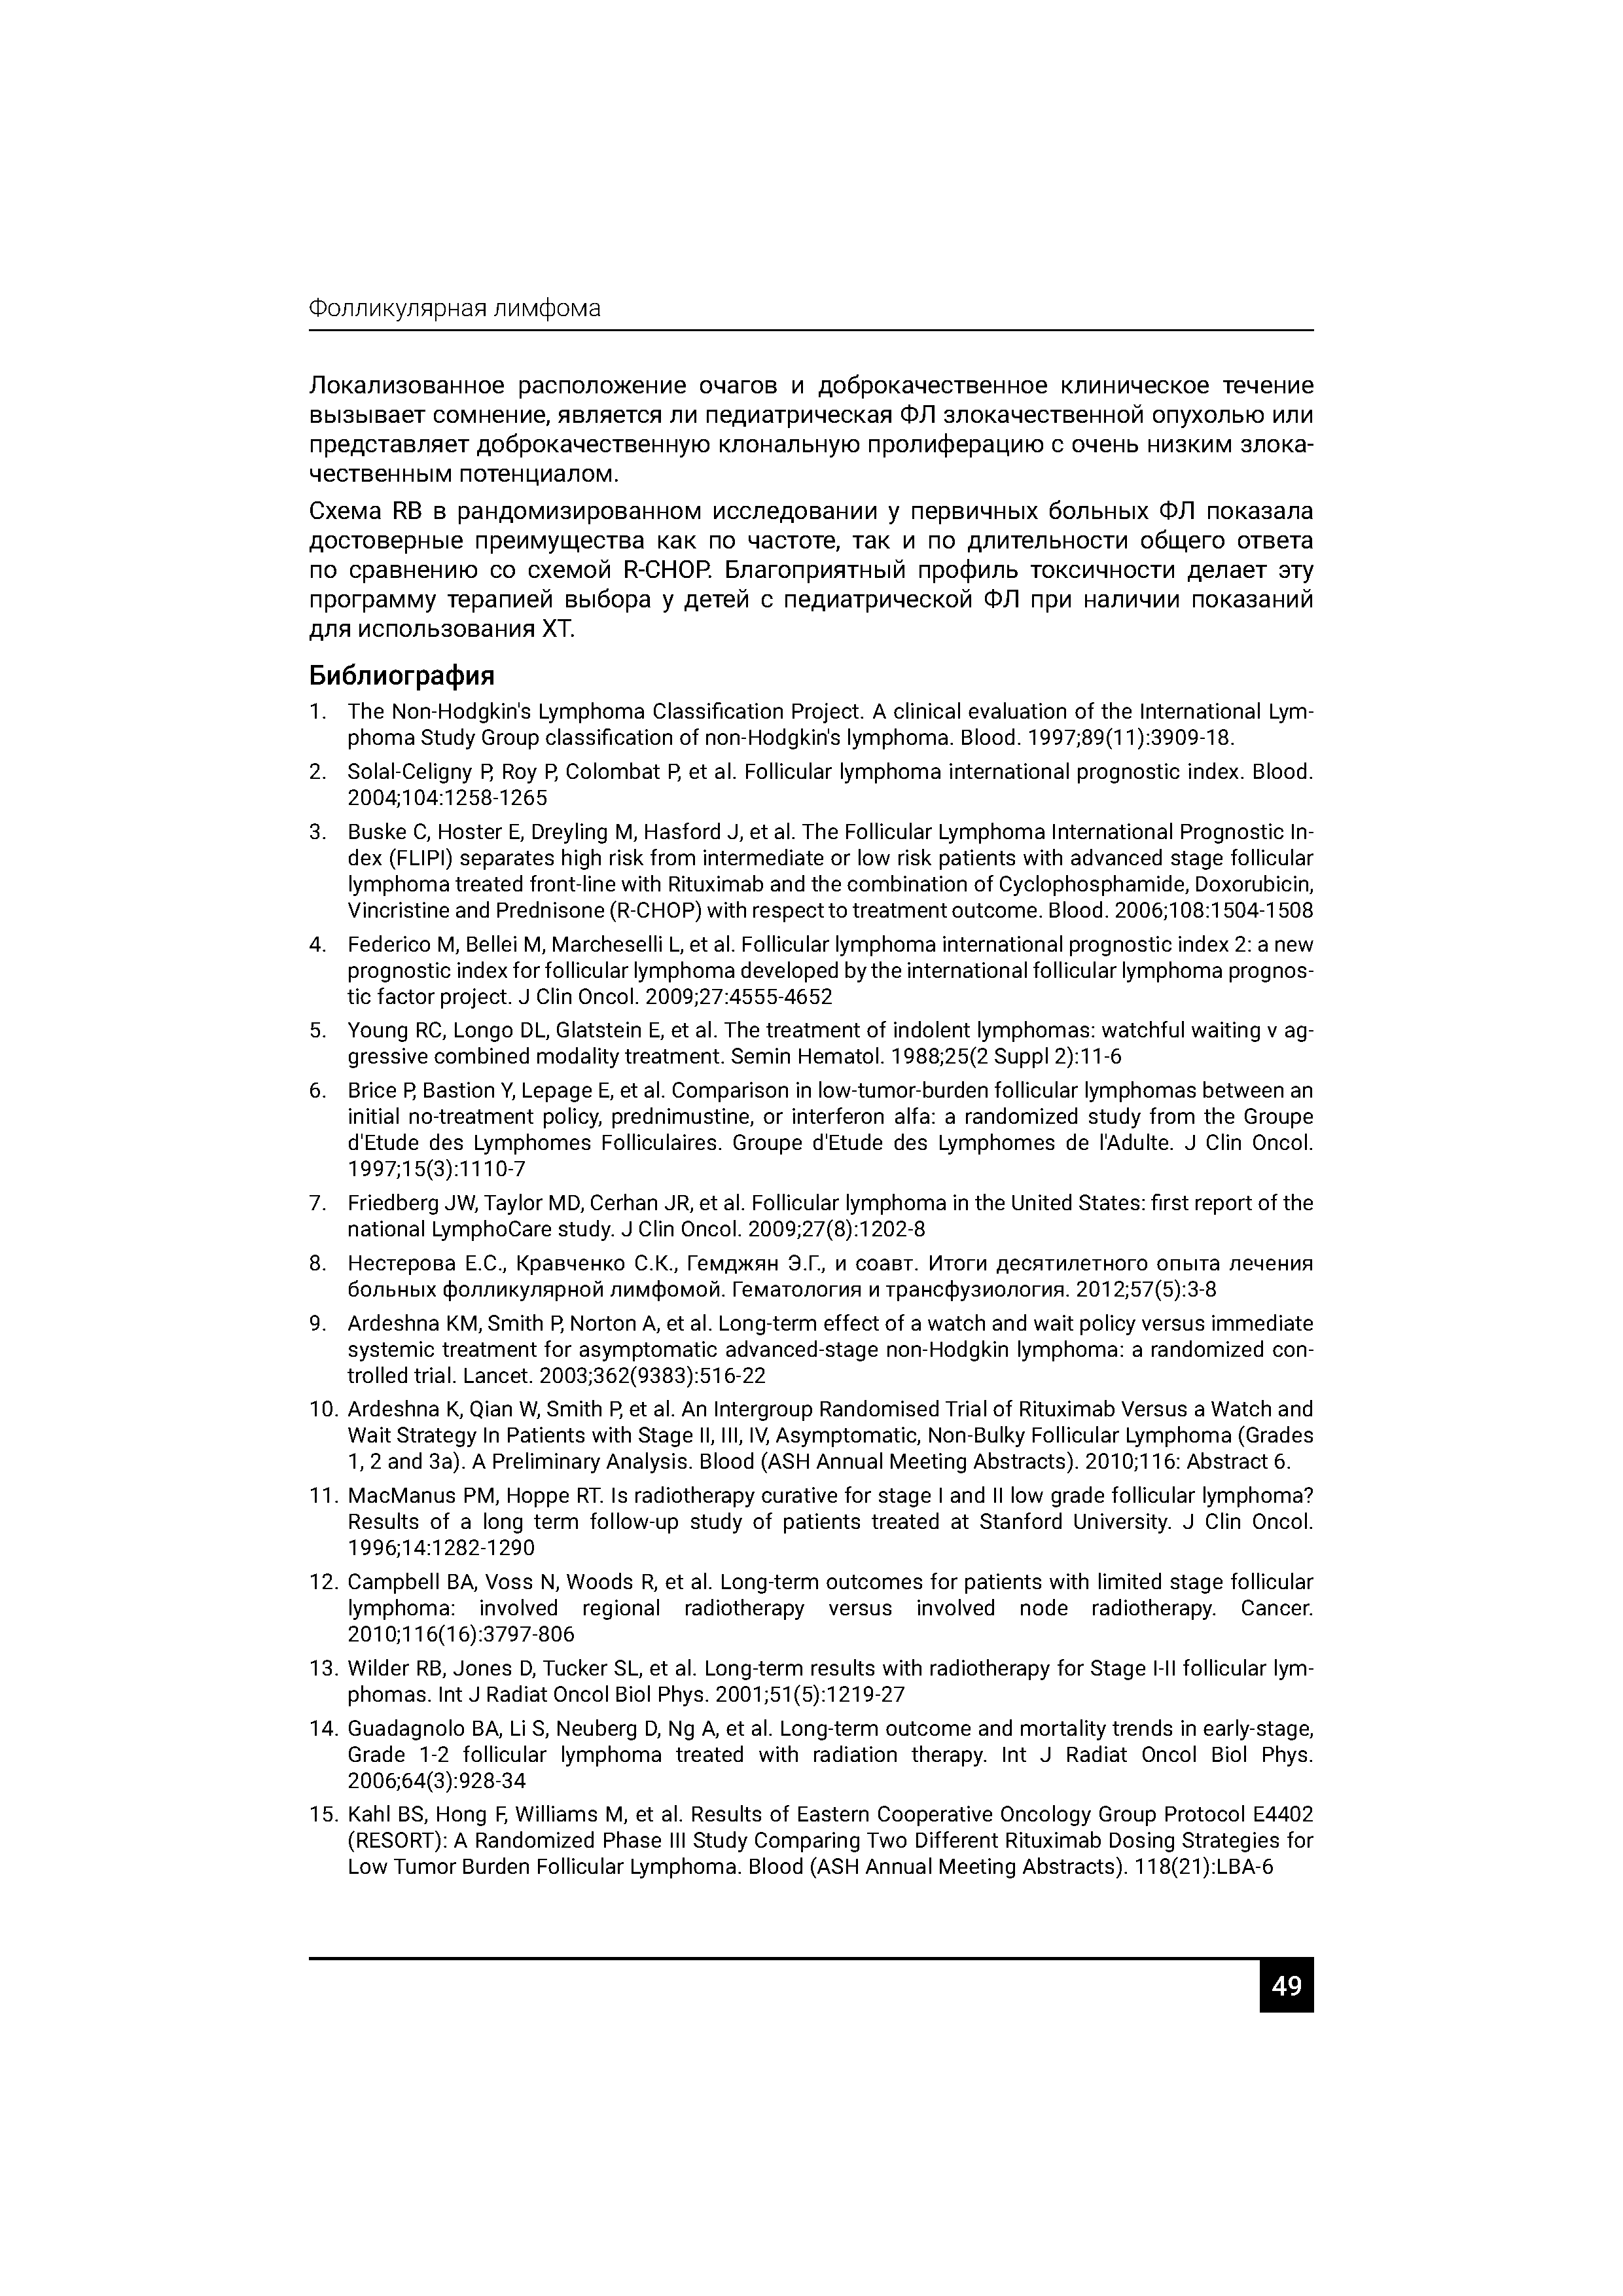 Фолликулярная лимфома
Локализованное расположение очагов и доброкачественное клиническое течение
вызывает сомнение, является ли педиатрическая ФЛ злокачественной опухолью или
представляет доброкачественную клональную пролиферацию с очень низким злока-
чественным потенциалом.
Схема RB в рандомизированном исследовании у первичных больных ФЛ показала
достоверные преимущества как по частоте, так и по длительности общего ответа
по сравнению со схемой R-CHOP. Благоприятный профиль токсичности делает эту
программу терапией выбора у детей с педиатрической ФЛ при наличии показаний
для использования ХТ.
Библиография
1. The Non-Hodgkin's Lymphoma Classification Project. A clinical evaluation of the International Lym-
phoma Study Group classification of non-Hodgkin's lymphoma. Blood. 1997;89(11):3909-18.
2. Solal-Celigny P, Roy P, Colombat P, et al. Follicular lymphoma international prognostic index. Blood.
2004;104:1258-1265
3. Buske C, Hoster E, Dreyling M, Hasford J, et al. The Follicular Lymphoma International Prognostic In-
dex (FLIPI) separates high risk from intermediate or low risk patients with advanced stage follicular
lymphoma treated front-line with Rituximab and the combination of Cyclophosphamide, Doxorubicin,
Vincristine and Prednisone (R-CHOP) with respect to treatment outcome. Blood. 2006;108:1504-1508
4. Federico M, Bellei M, Marcheselli L, et al. Follicular lymphoma international prognostic index 2: a new
prognostic index for follicular lymphoma developed by the international follicular lymphoma prognos-
tic factor project. J Clin Oncol. 2009;27:4555-4652
5. Young RC, Longo DL, Glatstein E, et al. The treatment of indolent lymphomas: watchful waiting v ag-
gressive combined modality treatment. Semin Hematol. 1988;25(2 Suppl 2):11-6
6. Brice P, Bastion Y, Lepage E, et al. Comparison in low-tumor-burden follicular lymphomas between an
initial no-treatment policy, prednimustine, or interferon alfa: a randomized study from the Groupe
d'Etude des Lymphomes Folliculaires. Groupe d'Etude des Lymphomes de l'Adulte. J Clin Oncol.
1997;15(3):1110-7
7. Friedberg JW, Taylor MD, Cerhan JR, et al. Follicular lymphoma in the United States: first report of the
national LymphoCare study. J Clin Oncol. 2009;27(8):1202-8
8. Нестерова Е.С., Кравченко С.К., Гемджян Э.Г., и соавт. Итоги десятилетного опыта лечения
больных фолликулярной лимфомой. Гематология и трансфузиология. 2012;57(5):3-8
9. Ardeshna KM, Smith P, Norton A, et al. Long-term effect of a watch and wait policy versus immediate
systemic treatment for asymptomatic advanced-stage non-Hodgkin lymphoma: a randomized con-
trolled trial. Lancet. 2003;362(9383):516-22
10. Ardeshna K, Qian W, Smith P, et al. An Intergroup Randomised Trial of Rituximab Versus a Watch and
Wait Strategy In Patients with Stage II, III, IV, Asymptomatic, Non-Bulky Follicular Lymphoma (Grades
1, 2 and 3a). A Preliminary Analysis. Blood (ASH Annual Meeting Abstracts). 2010;116: Abstract 6.
11. MacManus PM, Hoppe RT. Is radiotherapy curative for stage I and II low grade follicular lymphoma?
Results of a long term follow-up study of patients treated at Stanford University. J Clin Oncol.
1996;14:1282-1290
12. Campbell BA, Voss N, Woods R, et al. Long-term outcomes for patients with limited stage follicular
lymphoma: involved regional radiotherapy versus involved node radiotherapy. Cancer.
2010;116(16):3797-806
13. Wilder RB, Jones D, Tucker SL, et al. Long-term results with radiotherapy for Stage I-II follicular lym-
phomas. Int J Radiat Oncol Biol Phys. 2001;51(5):1219-27
14. Guadagnolo BA, Li S, Neuberg D, Ng A, et al. Long-term outcome and mortality trends in early-stage,
Grade 1-2 follicular lymphoma treated with radiation therapy. Int J Radiat Oncol Biol Phys.
2006;64(3):928-34
15. Kahl BS, Hong F, Williams M, et al. Results of Eastern Cooperative Oncology Group Protocol E4402
(RESORT): A Randomized Phase III Study Comparing Two Different Rituximab Dosing Strategies for
Low Tumor Burden Follicular Lymphoma. Blood (ASH Annual Meeting Abstracts). 118(21):LBA-6
49